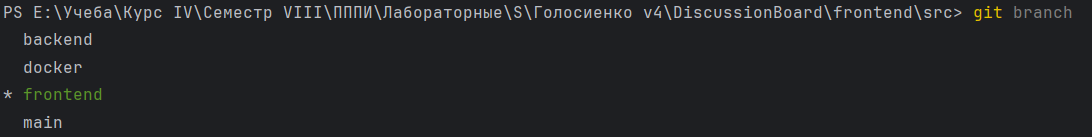 PS E:\Учеба\Курс IV\Семестр VIII\ПППИ\Лабораторные\S\Голосиенко v4\DiscussionBoard\frontend\src> git branch
backend
docker
* frontend
main